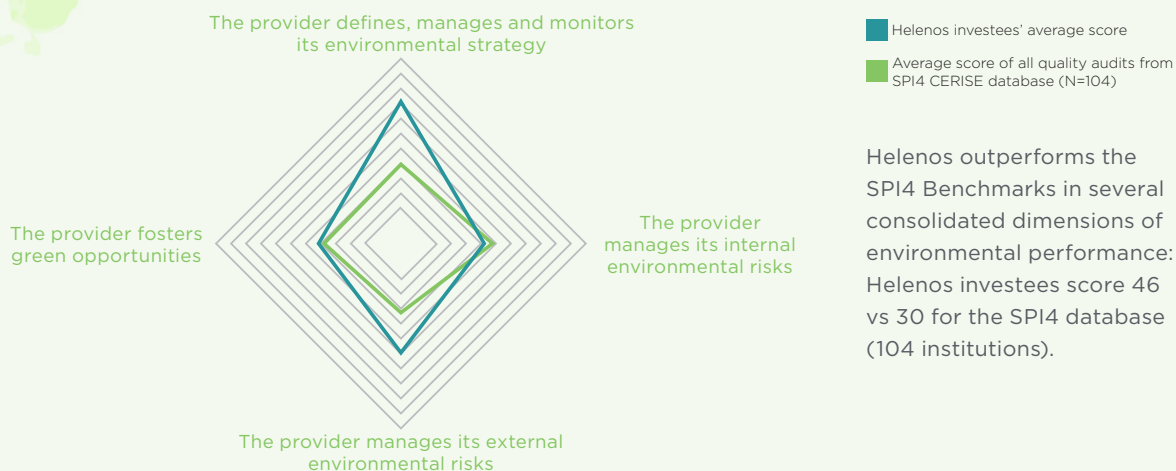 The provider defines, manages and monitors
its environmental strategy
The provider fosters
green opportunities
The provider
manages its internal
environmental risks
The provider manages its external
environmental risks
Helenos investees’ average score
Average score of all quality audits from
SPI4 CERISE database (N=104)
Helenos outperforms the
SPI4 Benchmarks in several
consolidated dimensions of
environmental performance:
Helenos investees score 46
vs 30 for the SPI4 database
(104 institutions).